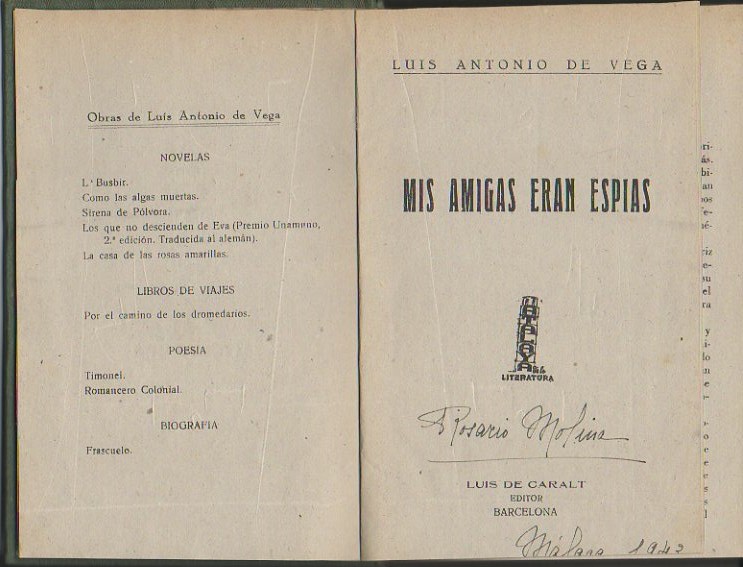 Obras de Luis Antonio de Vega
NOVELAS
L' Busbir.
Como las algas muertas.
Sirena de Pólvora.
Los que no descienden de Eva (Premio Unamuno,
2.ª edición. Traducida al alemán).
La casa de las rosas amarillas.
LIBROS DE VIAJES
Por el camino de los dromedarios.
POESIA
Timonel.
Romancero Colonial.
BIOGRAFIA
Frascuelo.
LUIS ANTONIO DE VEGA
MIS AMIGAS ERAN ESPIAS
ATALAYA
LITERATURA
Rosario Molina
LUIS DE CARALT
EDITOR
BARCELONA
Málaga 1943